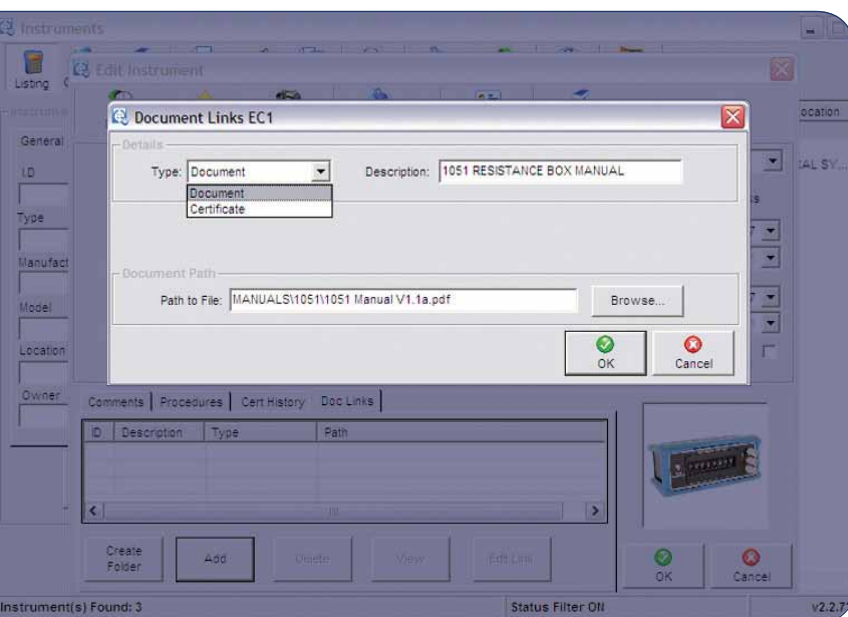 Instruments
Edit Instrument
Listing
Document Links EC1
ocation
Details
General
Type: Document
Description: 1051 RESISTANCE BOX MANUAL
AL SY...
I.D
Document
Certificate
Type
Manufact
Document Path
Path to File: MANUALS\1051\1051 Manual V1.1a.pdf
Browse...
Model
Location
OK
Cancel
Owner
Comments
Procedures
Cert History
Doc Links
ID
Description
Type
Path
Create
Folder
Add
Delete
View
Edit Link
OK
Cancel
Instrument(s) Found: 3
Status Filter ON
v2.2.7